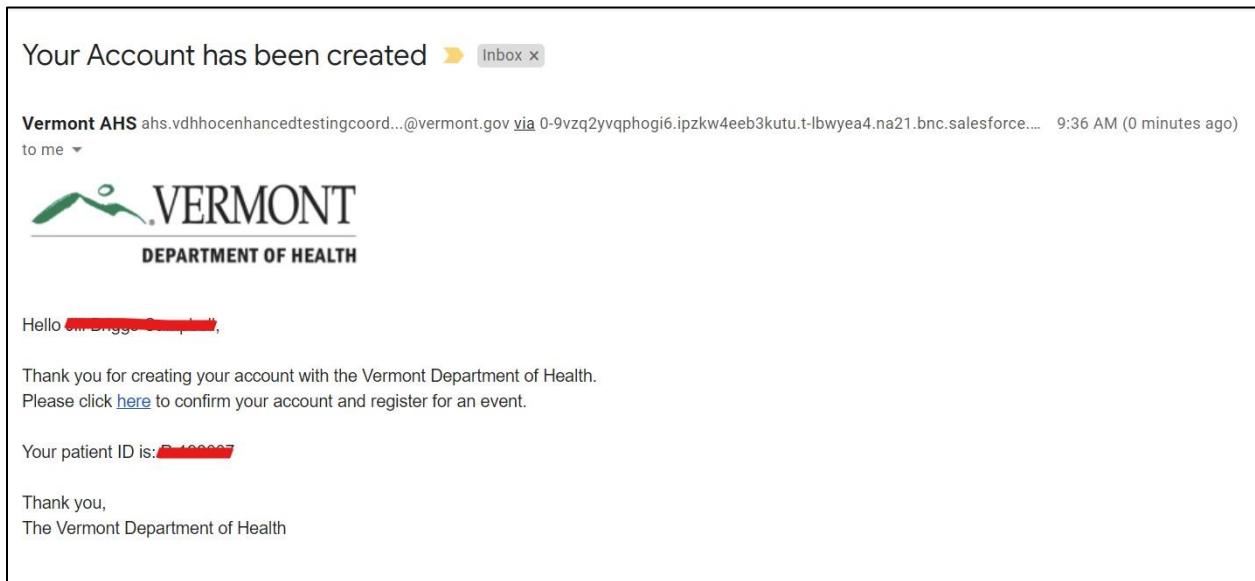 Your Account has been created Inbox x
Vermont AHS ahs.vdhhocenhancedtestingcoord...@vermont.gov via 0-9vzq2yvqphogi6.ipzkw4eeb3kutu.t-lbwyea4.na21.bnc.salesforce.... 9:36 AM (0 minutes ago)
to me
VERMONT
DEPARTMENT OF HEALTH
Hello ,
Thank you for creating your account with the Vermont Department of Health.
Please click here to confirm your account and register for an event.
Your patient ID is:
Thank you,
The Vermont Department of Health